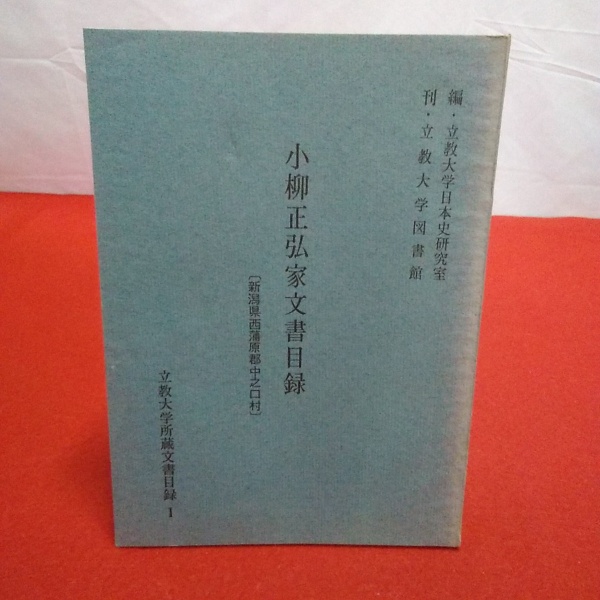 編・立教大学日本史研究室
刊・立教大学図書館
小柳正弘家文書目録
〔新潟県西蒲原郡中之口村〕
立教大学所蔵文書目録 1